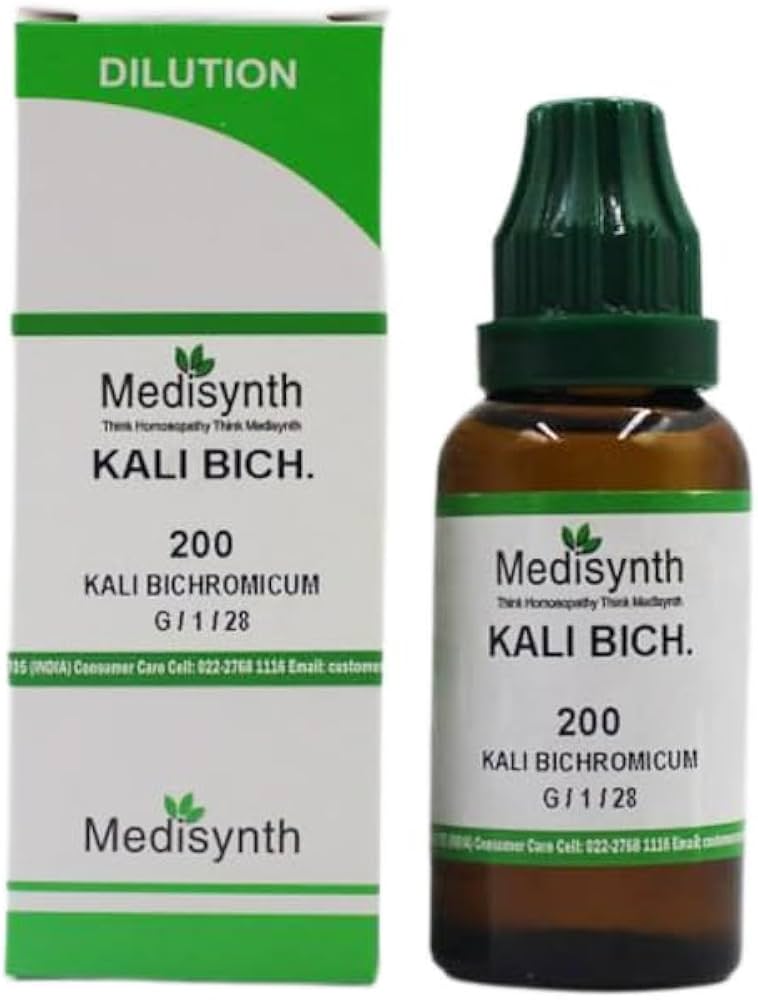 DILUTION
Medisynth
Think Homoeopathy Think Medisynth
KALI BICH.
200
KALI BICHROMICUM
G / 1 / 28
(INDIA) Consumer Care Cell: 022-2768 1116 Email:
Medisynth
Medisynth
Think Homoeopathy Think Medisynth
KALI BICH.
200
KALI BICHROMICUM
G / 1 / 28
(INDIA) Consumer Care Cell: 022-2768 1116 Email: